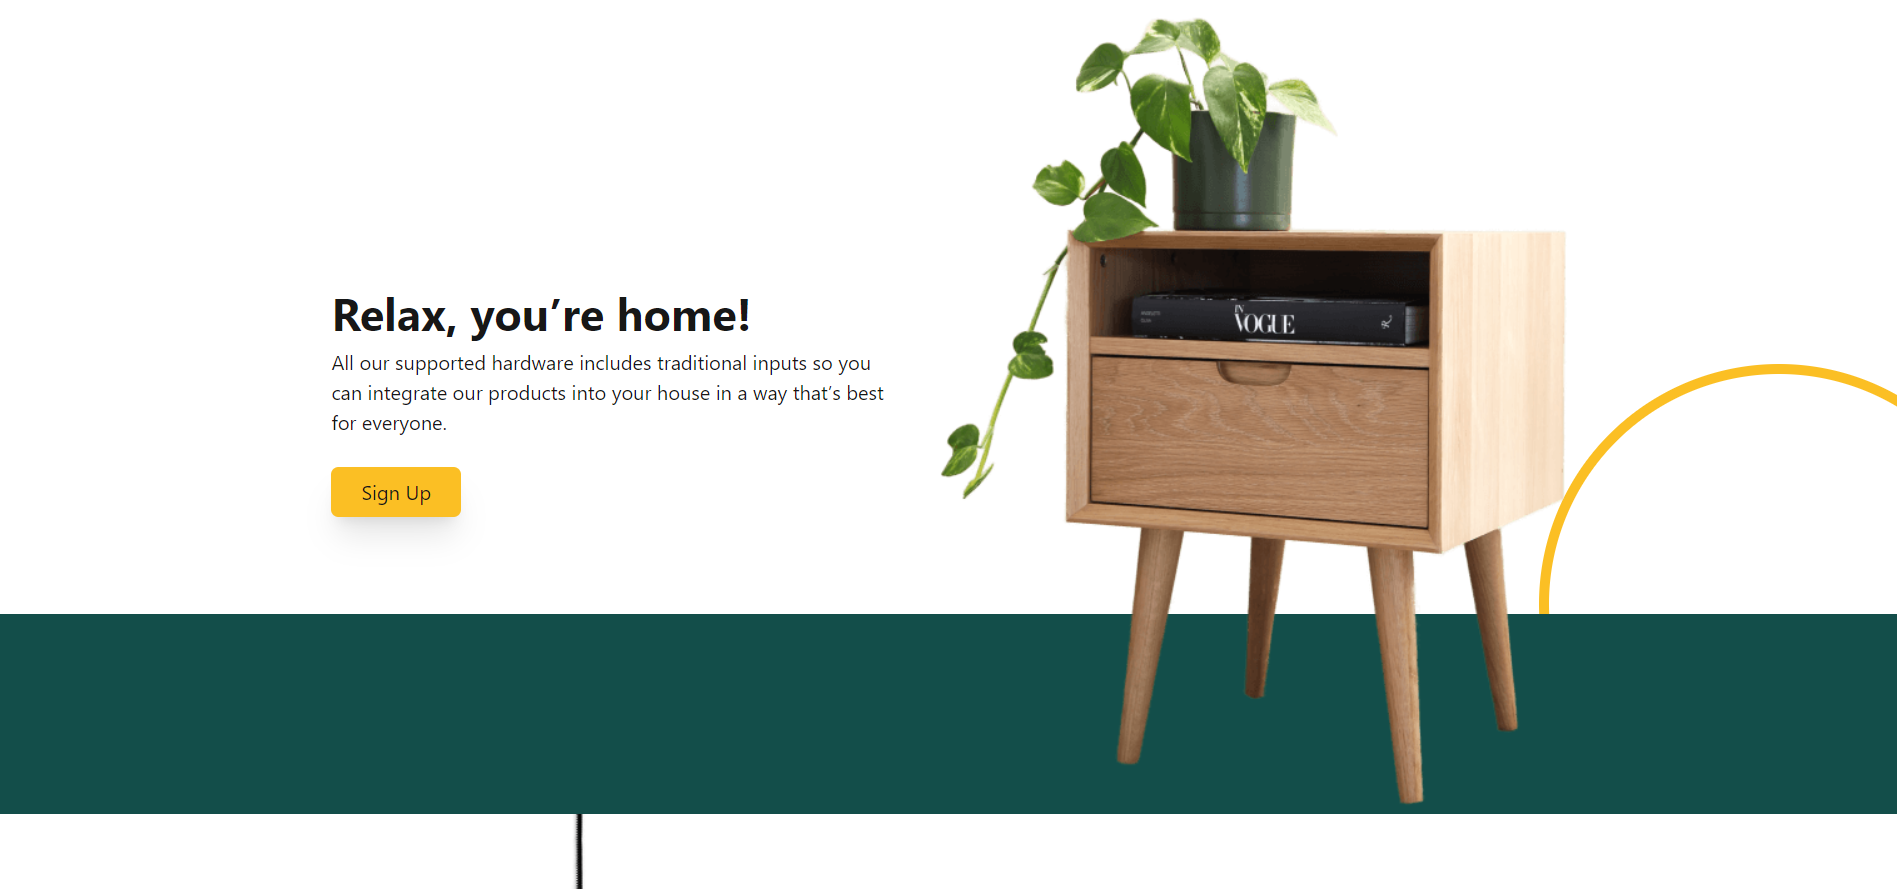 Relax, you’re home!
All our supported hardware includes traditional inputs so you
can integrate our products into your house in a way that’s best
for everyone.
Sign Up
IN
VOGUE